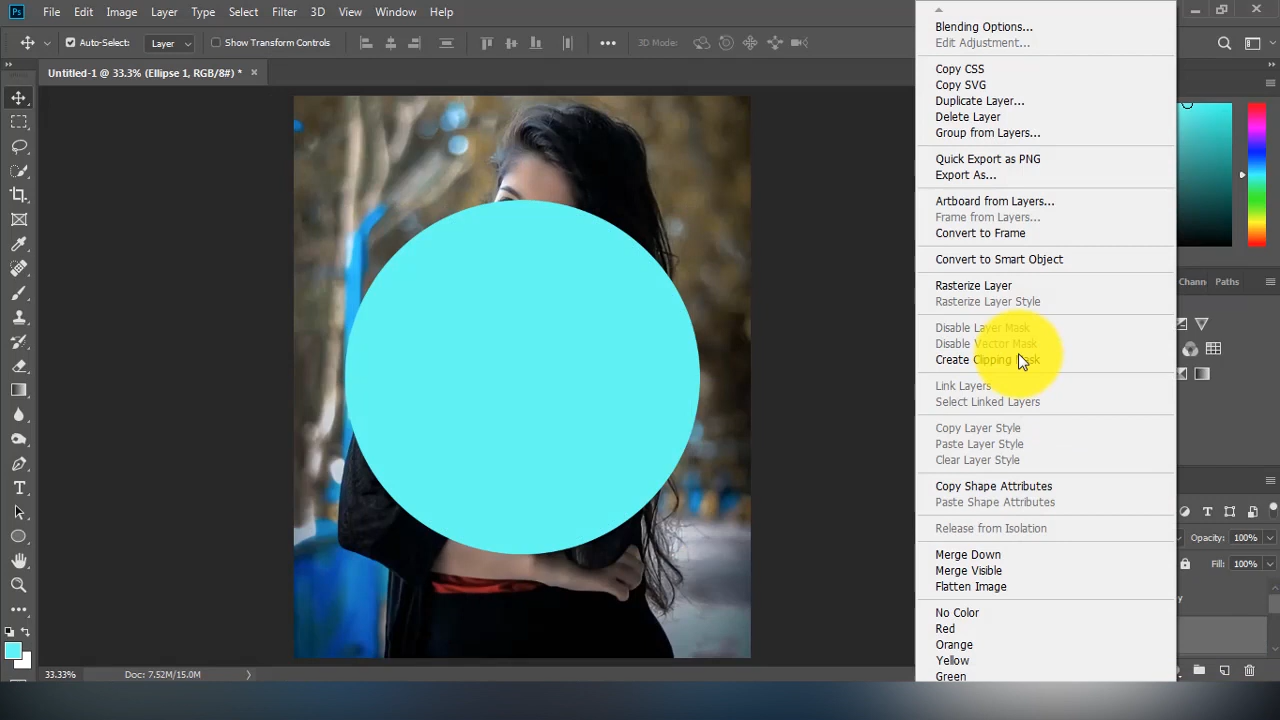 Ps File Edit Image Layer Type Select Filter 3D View Window Help
Auto-Select: Layer Show Transform Controls 3D Mode:
Untitled-1 @ 33.3% (Ellipse 1, RGB/8#) *
Blending Options...
Edit Adjustment...
Copy CSS
Copy SVG
Duplicate Layer...
Delete Layer
Group from Layers...
Quick Export as PNG
Export As...
Artboard from Layers...
Frame from Layers...
Convert to Frame
Convert to Smart Object
Rasterize Layer
Rasterize Layer Style
Disable Layer Mask
Disable Vector Mask
Create Clipping Mask
Link Layers
Select Linked Layers
Copy Layer Style
Paste Layer Style
Clear Layer Style
Copy Shape Attributes
Paste Shape Attributes
Release from Isolation
Merge Down
Merge Visible
Flatten Image
No Color
Red
Orange
Yellow
Green
Paths
Opacity: 100%
Fill: 100%
33.33% Doc: 7.52M/15.0M